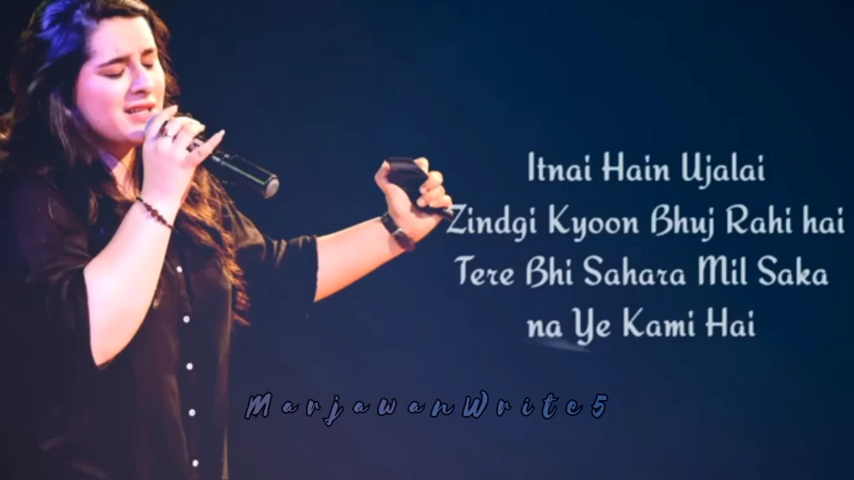 Itnai Hain Ujalai
Zindgi Kyoon Bhuj Rahi hai
Tere Bhi Sahara Mil Saka
na Ye Kami Hai
MarjawanWrite5